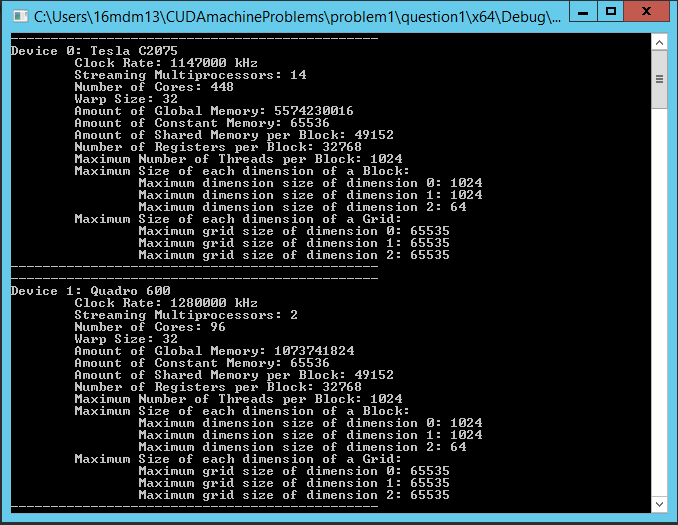 C:\Users\16mdm13\CUDAmachineProblems\problem1\question1\x64\Debug\...
----------------------------------------------
Device 0: Tesla C2075
Clock Rate: 1147000 kHz
Streaming Multiprocessors: 14
Number of Cores: 448
Warp Size: 32
Amount of Global Memory: 5574230016
Amount of Constant Memory: 65536
Amount of Shared Memory per Block: 49152
Number of Registers per Block: 32768
Maximum Number of Threads per Block: 1024
Maximum Size of each dimension of a Block:
Maximum dimension size of dimension 0: 1024
Maximum dimension size of dimension 1: 1024
Maximum dimension size of dimension 2: 64
Maximum Size of each dimension of a Grid:
Maximum grid size of dimension 0: 65535
Maximum grid size of dimension 1: 65535
Maximum grid size of dimension 2: 65535
----------------------------------------------
----------------------------------------------
Device 1: Quadro 600
Clock Rate: 1280000 kHz
Streaming Multiprocessors: 2
Number of Cores: 96
Warp Size: 32
Amount of Global Memory: 1073741824
Amount of Constant Memory: 65536
Amount of Shared Memory per Block: 49152
Number of Registers per Block: 32768
Maximum Number of Threads per Block: 1024
Maximum Size of each dimension of a Block:
Maximum dimension size of dimension 0: 1024
Maximum dimension size of dimension 1: 1024
Maximum dimension size of dimension 2: 64
Maximum Size of each dimension of a Grid:
Maximum grid size of dimension 0: 65535
Maximum grid size of dimension 1: 65535
Maximum grid size of dimension 2: 65535
----------------------------------------------